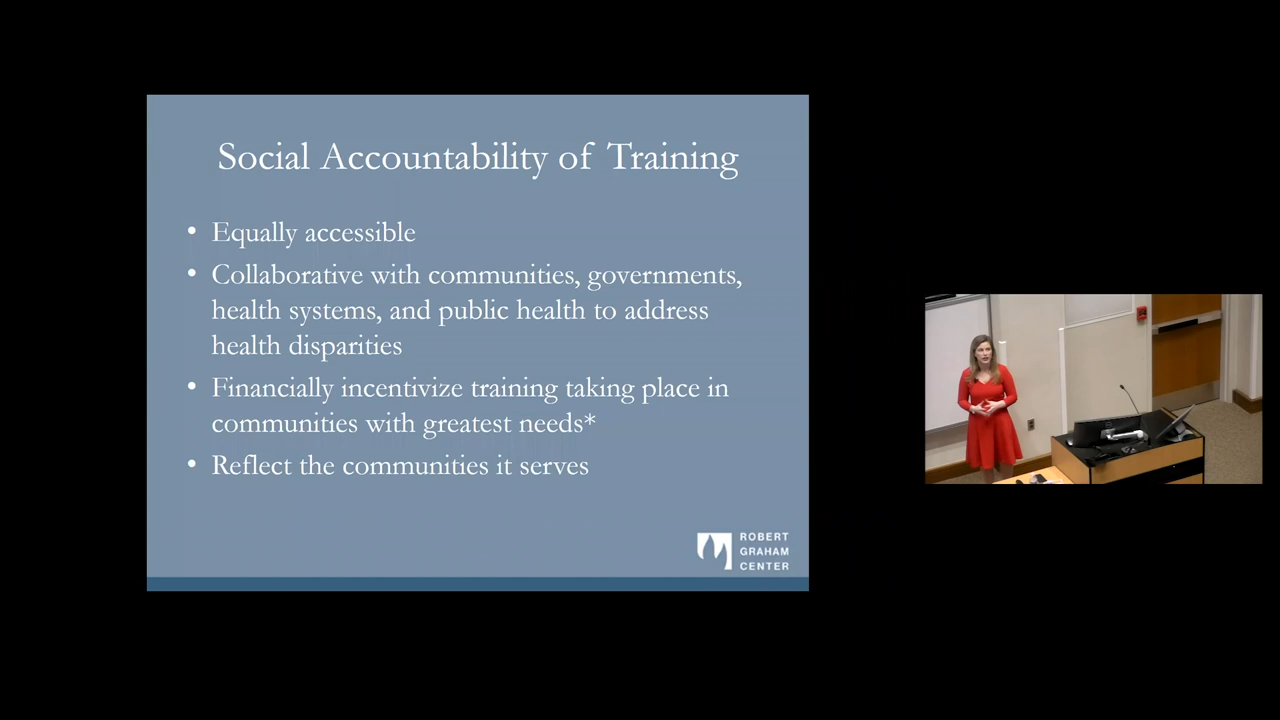 Social Accountability of Training
• Equally accessible
• Collaborative with communities, governments,
health systems, and public health to address
health disparities
• Financially incentivize training taking place in
communities with greatest needs*
• Reflect the communities it serves
ROBERT
GRAHAM
CENTER